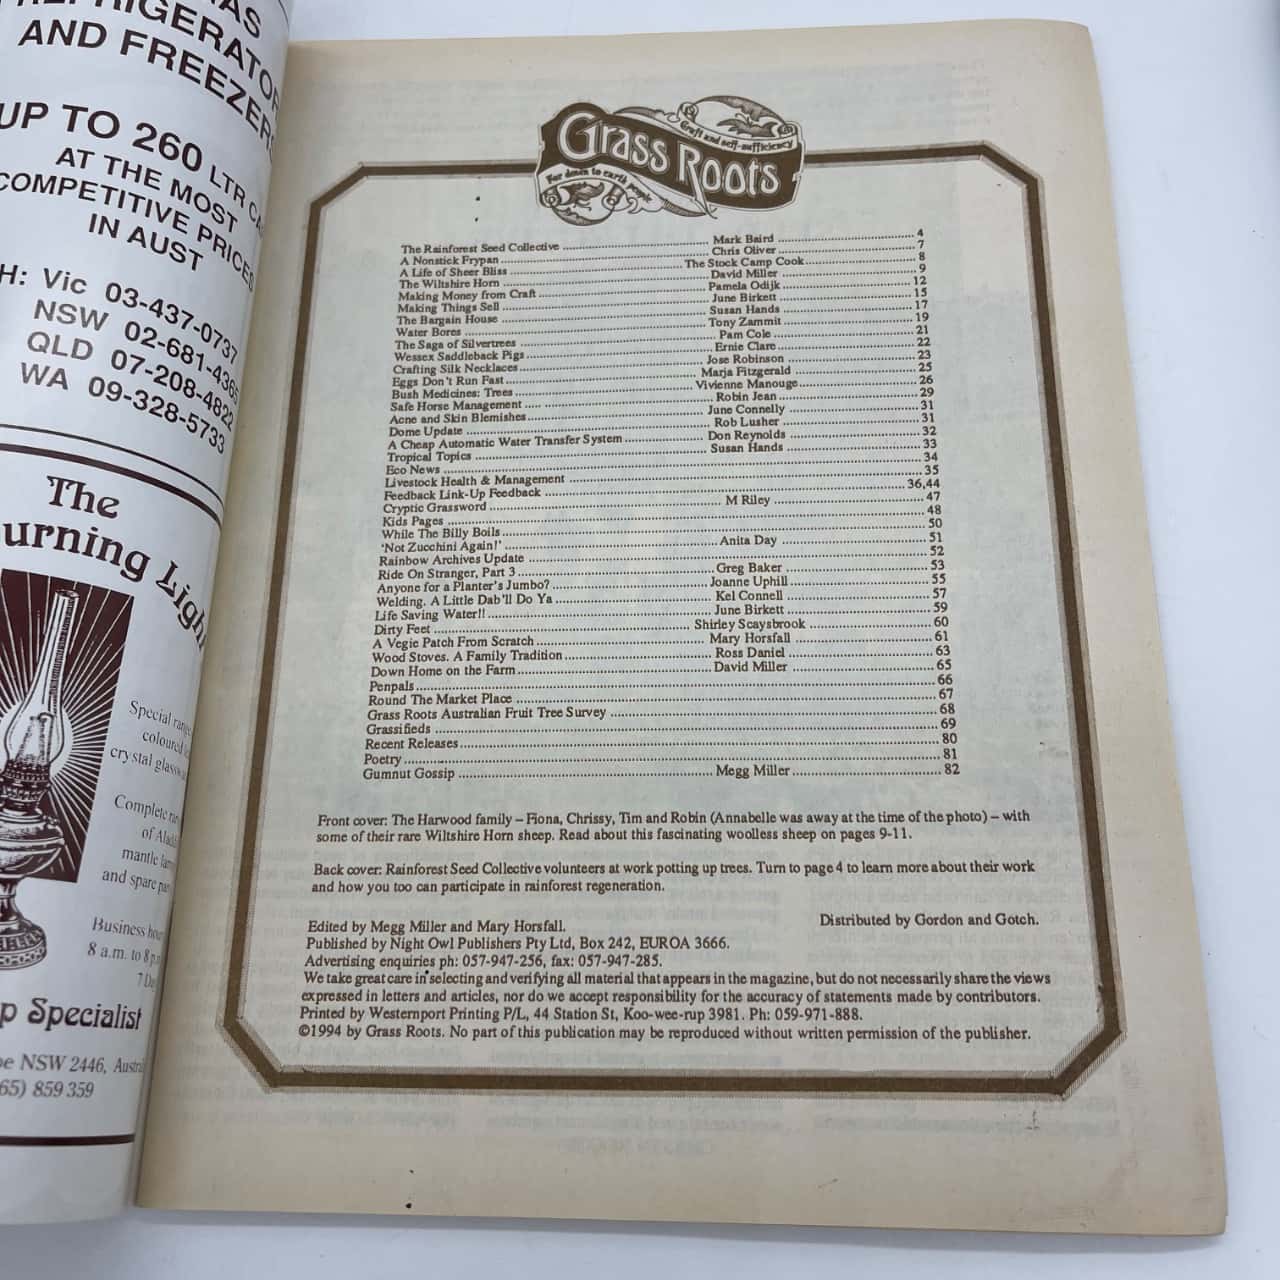 AND FREEZERS
UP TO 260 LTR
AT THE MOST
COMPETITIVE PRICES
IN AUST
Vic 03-437-0737
NSW 02-681-4365
QLD 07-208-4822
WA 09-328-5733
The
Burning Light
Special
coloured
crystal
Complete
of
mantle
and spare
Business
8 a.m. to 8
7
Specialist
NSW 2446,
859 359
Grass Roots
Craft and self-sufficiency
For down to earth people
The Rainforest Seed Collective Mark Baird 4
A Nonstick Frypan Chris Oliver 7
A Life of Sheer Bliss The Stock Camp Cook 8
The Wiltshire Horn David Miller 9
Making Money from Craft Pamela Odijk 12
Making Things Sell June Birkett 15
The Bargain House Susan Hands 17
Water Bores Tony Zammit 19
The Saga of Silvertrees Pam Cole 21
Wessex Saddleback Pigs Ernie Clare 22
Crafting Silk Necklaces Jose Robinson 23
Eggs Don't Run Fast Marja Fitzgerald 25
Bush Medicines: Trees Vivienne Manouge 26
Safe Horse Management Robin Jean 29
Acne and Skin Blemishes June Connelly 31
Dome Update Rob Lusher 31
A Cheap Automatic Water Transfer System Don Reynolds 32
Tropical Topics Susan Hands 33
Eco News 34
Livestock Health & Management 35
Feedback Link-Up Feedback 36,44
Cryptic Grassword M Riley 47
Kids Pages 48
While The Billy Boils 50
'Not Zucchini Again!' Anita Day 51
Rainbow Archives Update 52
Ride On Stranger, Part 3 Greg Baker 53
Anyone for a Planter's Jumbo? Joanne Uphill 55
Welding. A Little Dab'll Do Ya Kel Connell 57
Life Saving Water!! June Birkett 59
Dirty Feet Shirley Scaysbrook 60
A Vegie Patch From Scratch Mary Horsfall 61
Wood Stoves. A Family Tradition Ross Daniel 63
Down Home on the Farm David Miller 65
Penpals 66
Round The Market Place 67
Grass Roots Australian Fruit Tree Survey 68
Grassifieds 69
Recent Releases 80
Poetry 81
Gumnut Gossip Megg Miller 82
Front cover: The Harwood family – Fiona, Chrissy, Tim and Robin (Annabelle was away at the time of the photo) – with
some of their rare Wiltshire Horn sheep. Read about this fascinating woolless sheep on pages 9-11.
Back cover: Rainforest Seed Collective volunteers at work potting up trees. Turn to page 4 to learn more about their work
and how you too can participate in rainforest regeneration.
Edited by Megg Miller and Mary Horsfall. Distributed by Gordon and Gotch.
Published by Night Owl Publishers Pty Ltd, Box 242, EUROA 3666.
Advertising enquiries ph: 057-947-256, fax: 057-947-285.
We take great care in selecting and verifying all material that appears in the magazine, but do not necessarily share the views
expressed in letters and articles, nor do we accept responsibility for the accuracy of statements made by contributors.
Printed by Westernport Printing P/L, 44 Station St, Koo-wee-rup 3981. Ph: 059-971-888.
©1994 by Grass Roots. No part of this publication may be reproduced without written permission of the publisher.